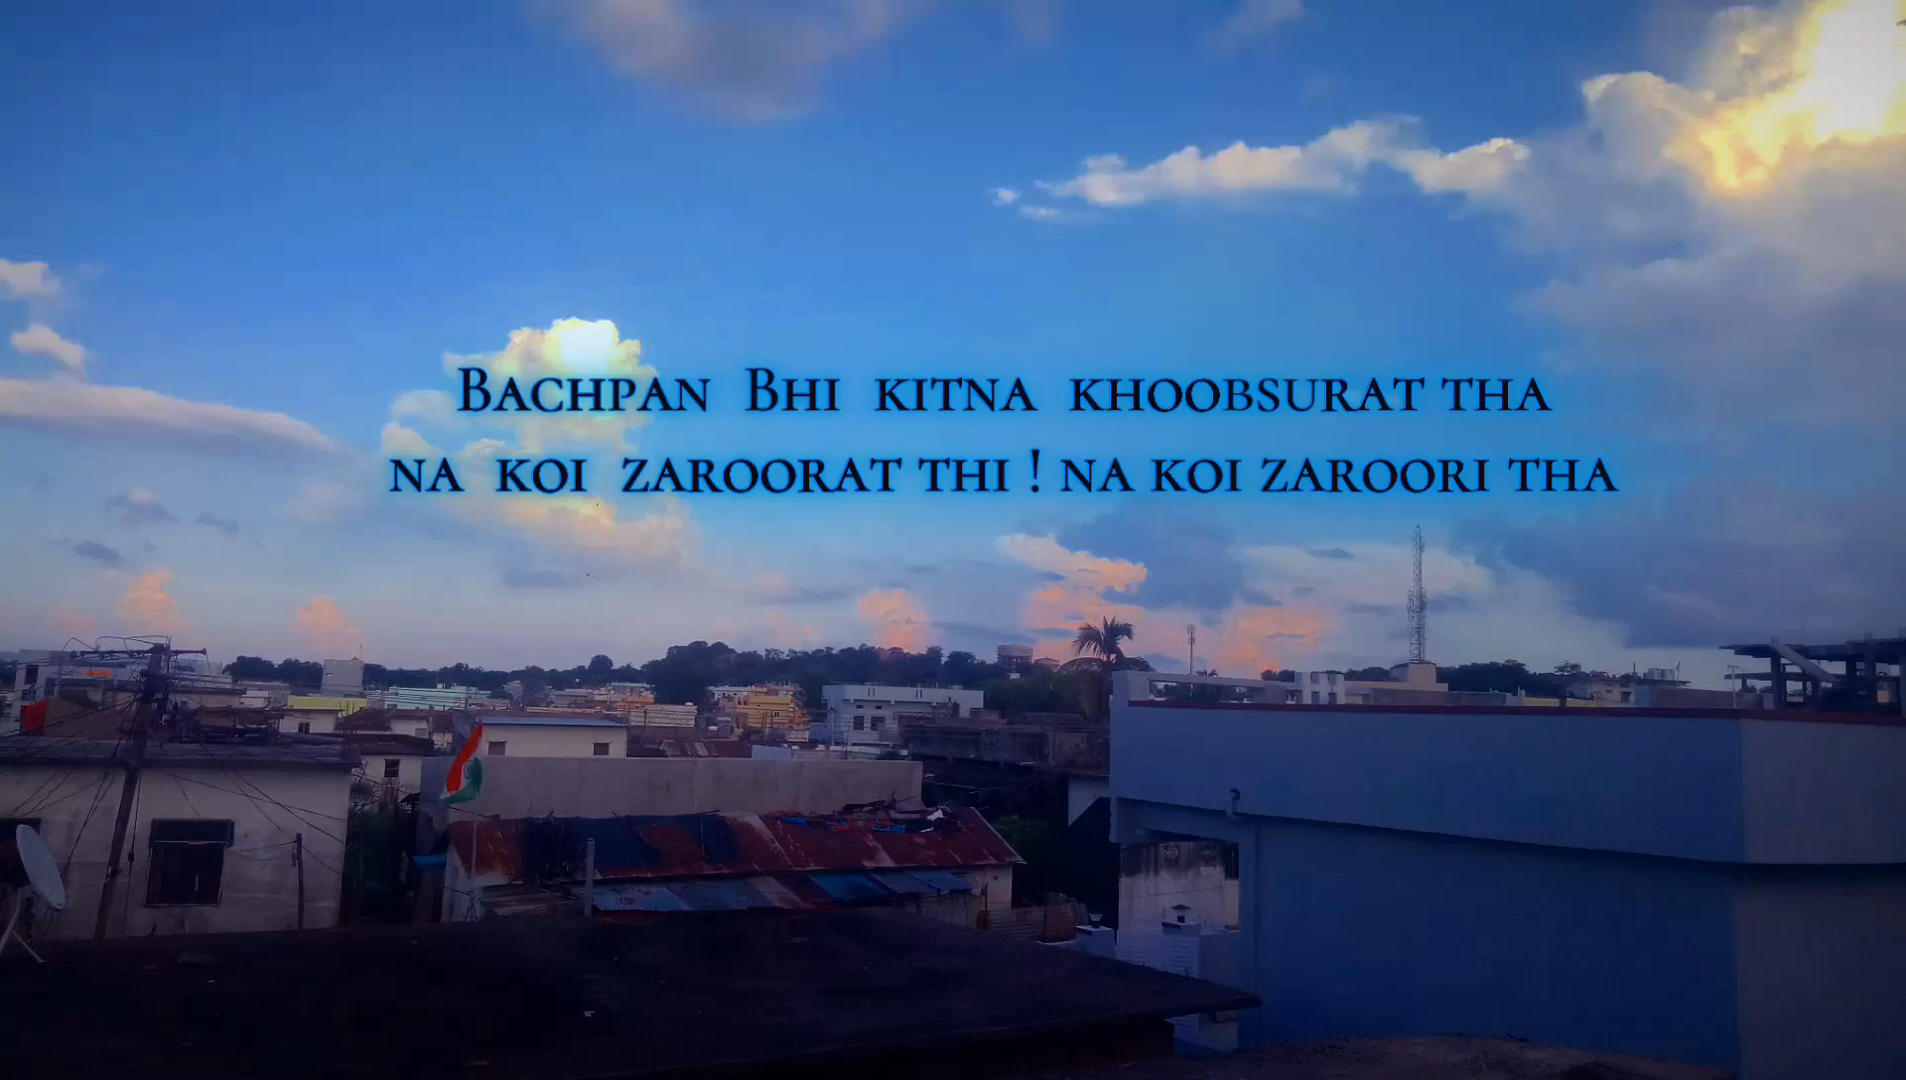 Bachpan Bhi kitna khoobsurat tha
na koi zaroorat thi ! na koi zaroori tha